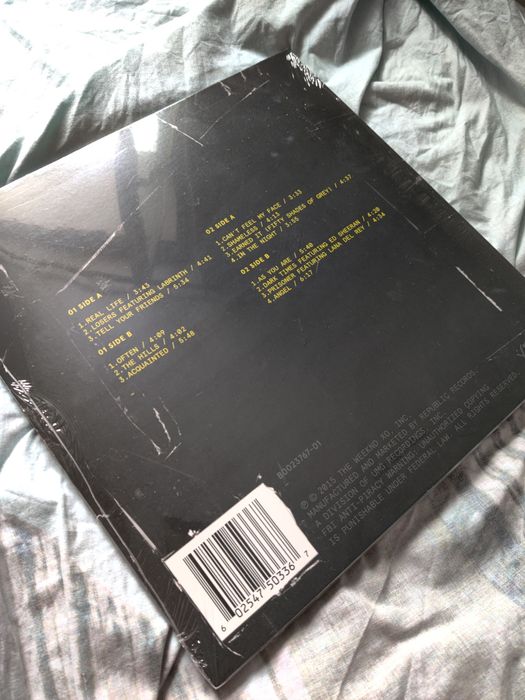 01 SIDE A
1.REAL LIFE / 3:43
2.LOSERS FEATURING LABRINTH / 4:41
3.TELL YOUR FRIENDS / 5:34
01 SIDE B
1.OFTEN / 4:09
2.THE HILLS / 4:02
3.ACQUAINTED / 5:48
02 SIDE A
1.CAN'T FEEL MY FACE / 3:33
2.SHAMELESS / 4:13
3.EARNED IT (FIFTY SHADES OF GREY) / 4:37
4.IN THE NIGHT / 3:55
02 SIDE B
1.AS YOU ARE / 5:40
2.DARK TIMES FEATURING ED SHEERAN / 4:20
3.PRISONER FEATURING LANA DEL REY / 4:34
4.ANGEL / 6:17
B0023767-01
℗ © 2015 THE WEEKND XO, INC.
MANUFACTURED AND MARKETED BY REPUBLIC RECORDS,
A DIVISION OF UMG RECORDINGS, INC.
FBI ANTI-PIRACY WARNING: UNAUTHORIZED COPYING
IS PUNISHABLE UNDER FEDERAL LAW. ALL RIGHTS RESERVED.
6 02547 50336 7